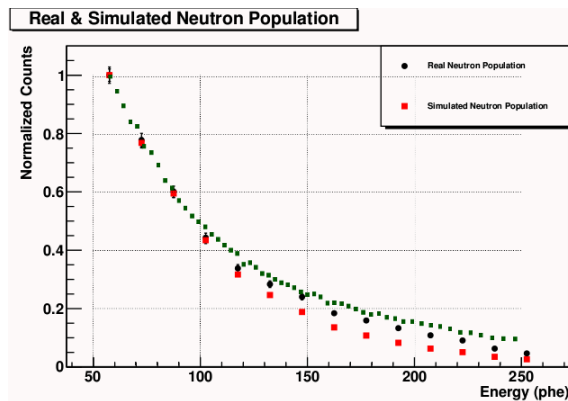 Real & Simulated Neutron Population
Normalized Counts
Real Neutron Population
Simulated Neutron Population
1
0.8
0.6
0.4
0.2
0
50 100 150 200 250
Energy (phe)